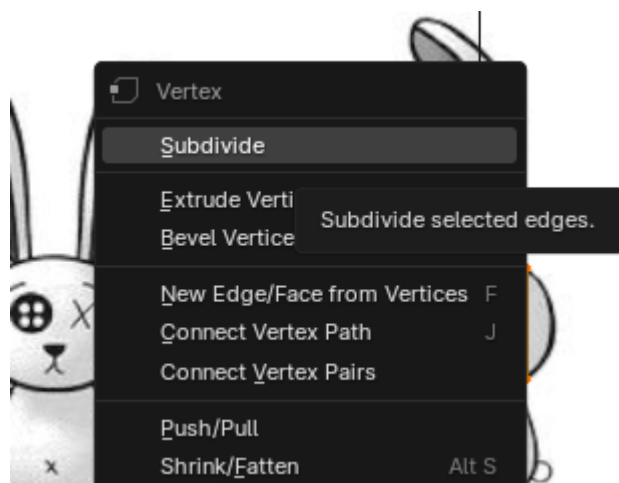 Vertex
Subdivide
Extrude Verti
Subdivide selected edges.
Bevel Vertice
New Edge/Face from Vertices F
Connect Vertex Path J
Connect Vertex Pairs
Push/Pull
Shrink/Fatten Alt S